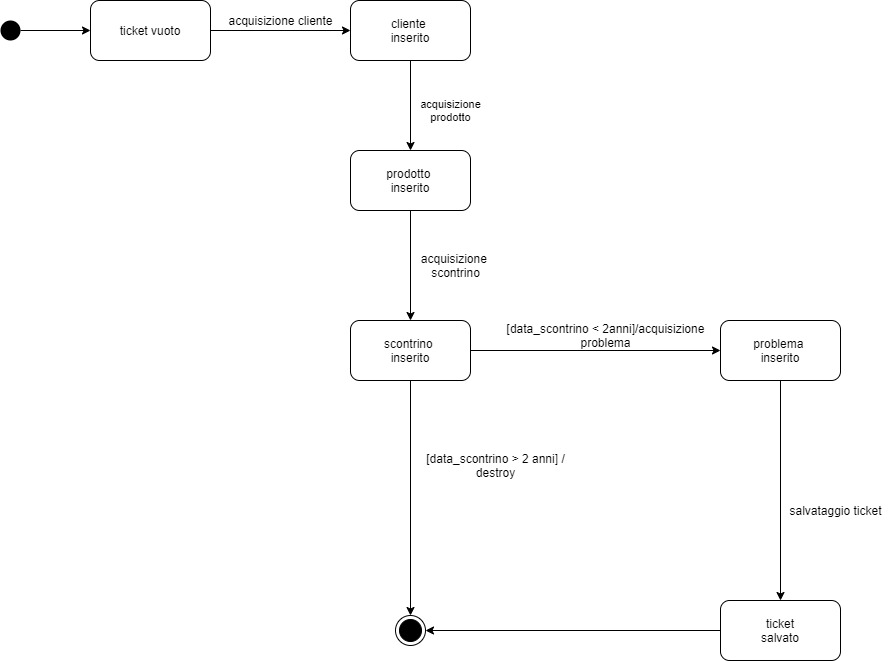 ticket vuoto
acquisizione cliente
cliente
inserito
acquisizione
prodotto
prodotto
inserito
acquisizione
scontrino
scontrino
inserito
[data_scontrino < 2anni]/acquisizione
problema
problema
inserito
[data_scontrino > 2 anni] /
destroy
salvataggio ticket
ticket
salvato